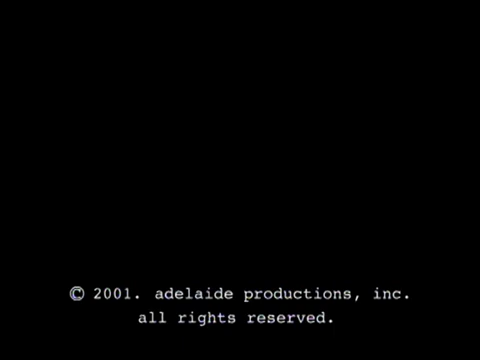 © 2001. adelaide productions, inc.
all rights reserved.